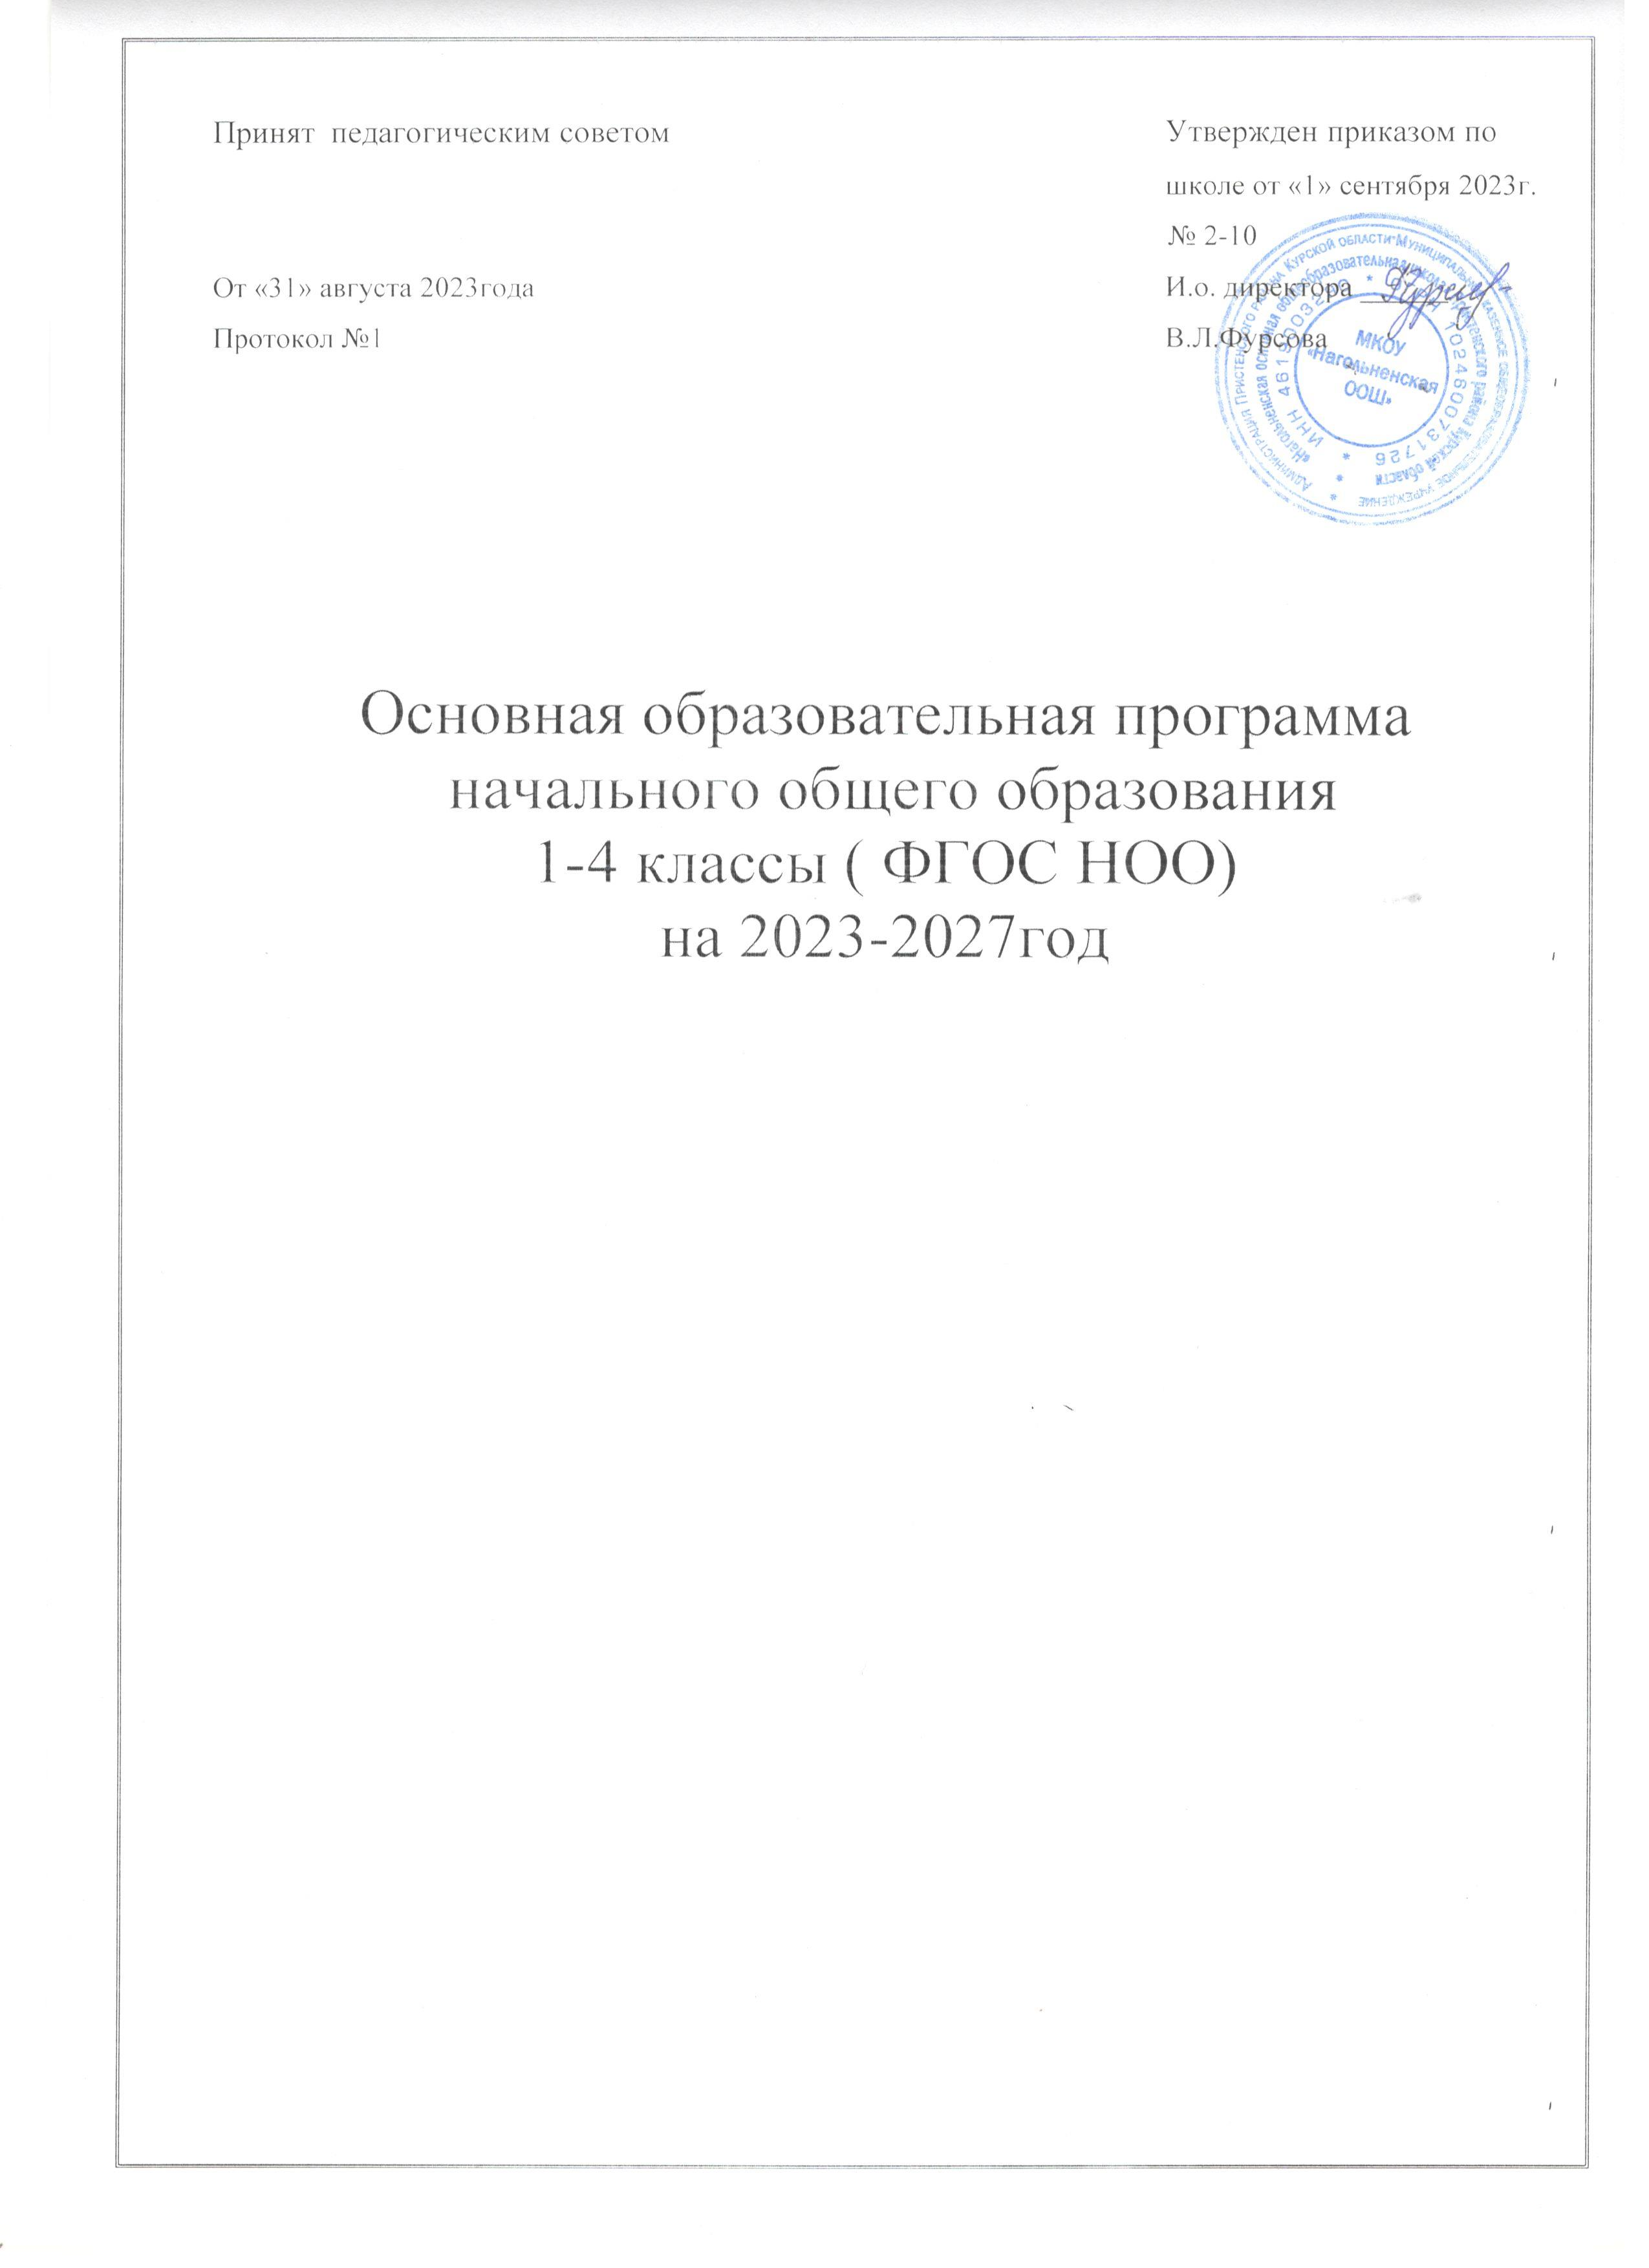 Принят педагогическим советом
От «31» августа 2023года
Протокол №1
Утвержден приказом по
школе от «1» сентября 2023г.
№ 2-10
И.о. директора
В.Л.Фурсова
МКОУ
«Нагольненская
ООШ»
Основная образовательная программа
начального общего образования
1-4 классы ( ФГОС НОО)
на 2023-2027год